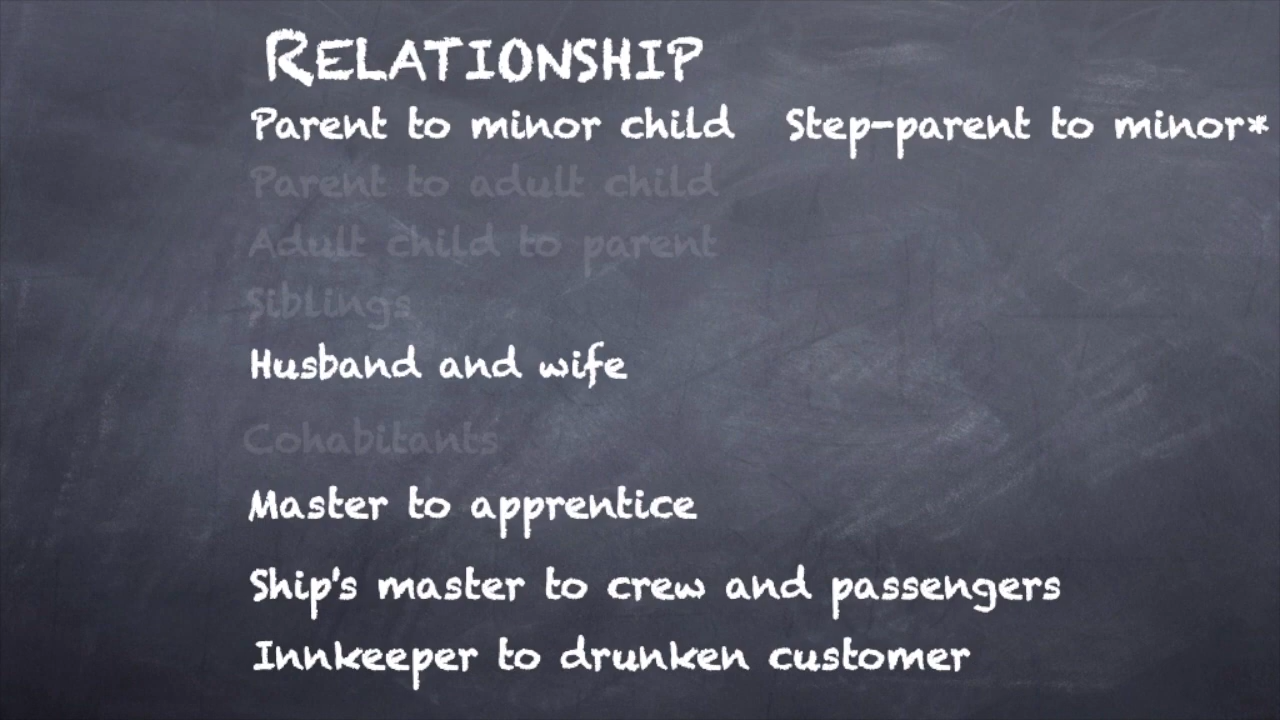 RELATIONSHIP
Parent to minor child Step-parent to minor*
Parent to adult child
Adult child to parent
Siblings
Husband and wife
Cohabitants
Master to apprentice
Ship's master to crew and passengers
Innkeeper to drunken customer